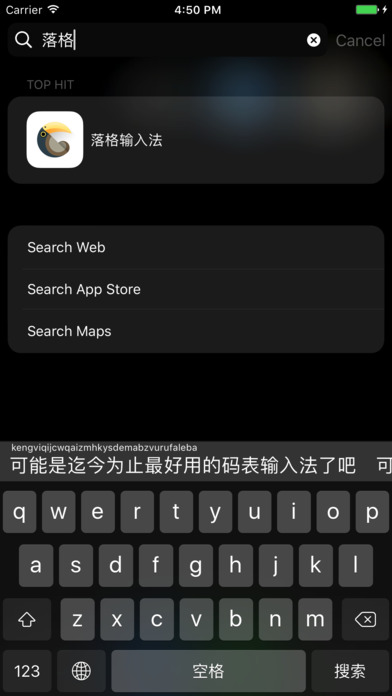 Carrier 4:50 PM
落格 Cancel
TOP HIT
落格输入法
Search Web
Search App Store
Search Maps
kengviqijcwqaizmhkysdemabzvurufaleba
可能是迄今为止最好用的码表输入法了吧 可
q w e r t y u i o p
a s d f g h j k l
z x c v b n m
123 空格 搜索